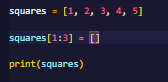 squares = [1, 2, 3, 4, 5]
squares[1:3] = []
print(squares)